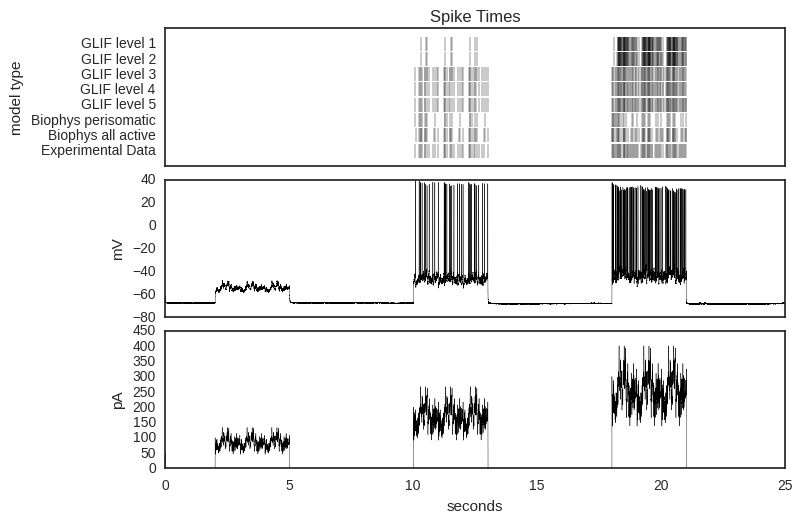 Spike Times
model type
GLIF level 1
GLIF level 2
GLIF level 3
GLIF level 4
GLIF level 5
Biophys perisomatic
Biophys all active
Experimental Data
mV
40
20
0
−20
−40
−60
−80
pA
450
400
350
300
250
200
150
100
50
0
0 5 10 15 20 25
seconds